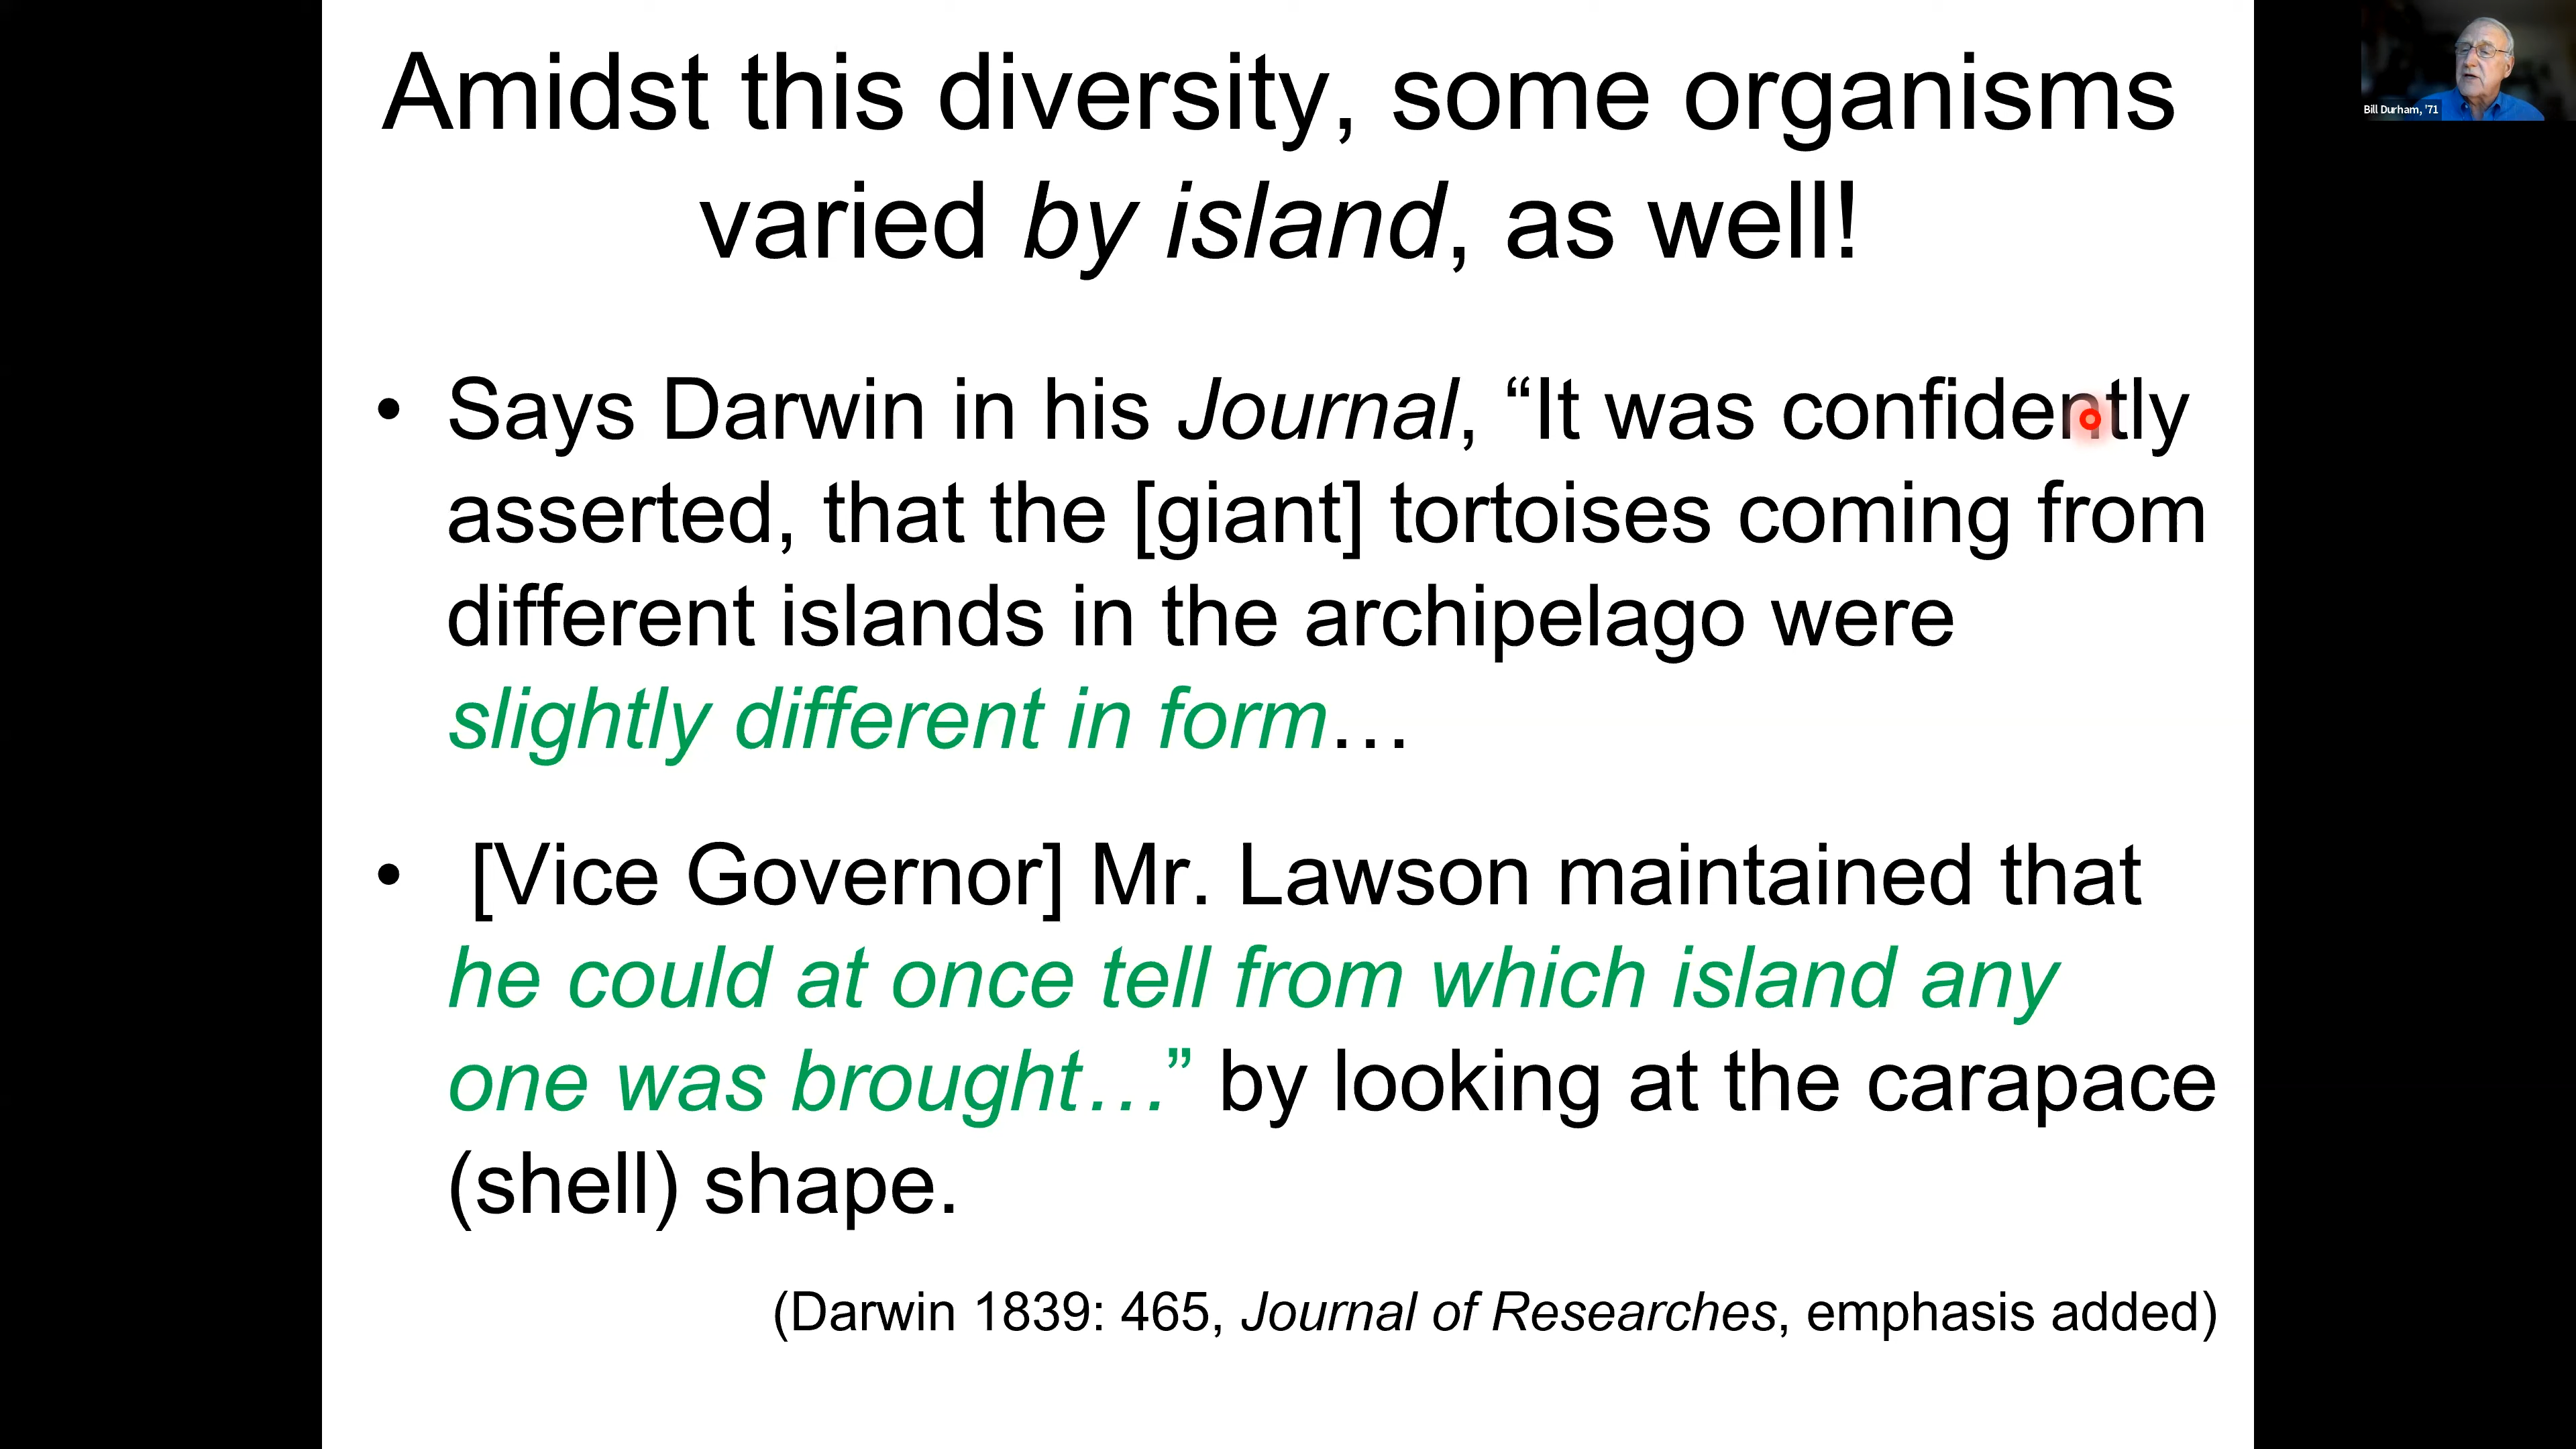 Amidst this diversity, some organisms
varied by island, as well!
• Says Darwin in his Journal, “It was confidently
asserted, that the [giant] tortoises coming from
different islands in the archipelago were
slightly different in form…
• [Vice Governor] Mr. Lawson maintained that
he could at once tell from which island any
one was brought…” by looking at the carapace
(shell) shape.
(Darwin 1839: 465, Journal of Researches, emphasis added)
Bill Durham, '71